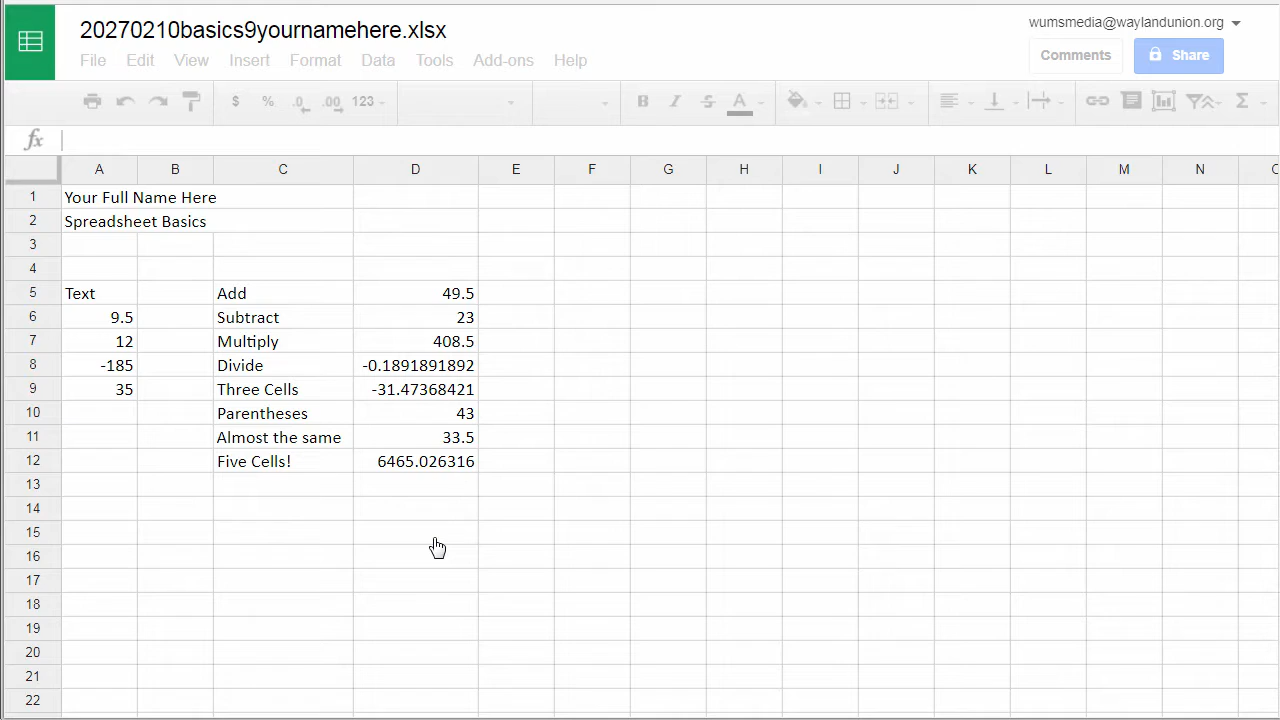 20270210basics9yournamehere.xlsx
wumsmedia@waylandunion.org
File Edit View Insert Format Data Tools Add-ons Help
Comments Share
$ % .0 .00 123 B I S A Σ
fx
A B C D E F G H I J K L M N
1 Your Full Name Here
2 Spreadsheet Basics
3
4
5 Text Add 49.5
6 9.5 Subtract 23
7 12 Multiply 408.5
8 -185 Divide -0.1891891892
9 35 Three Cells -31.47368421
10 Parentheses 43
11 Almost the same 33.5
12 Five Cells! 6465.026316
13
14
15
16
17
18
19
20
21
22